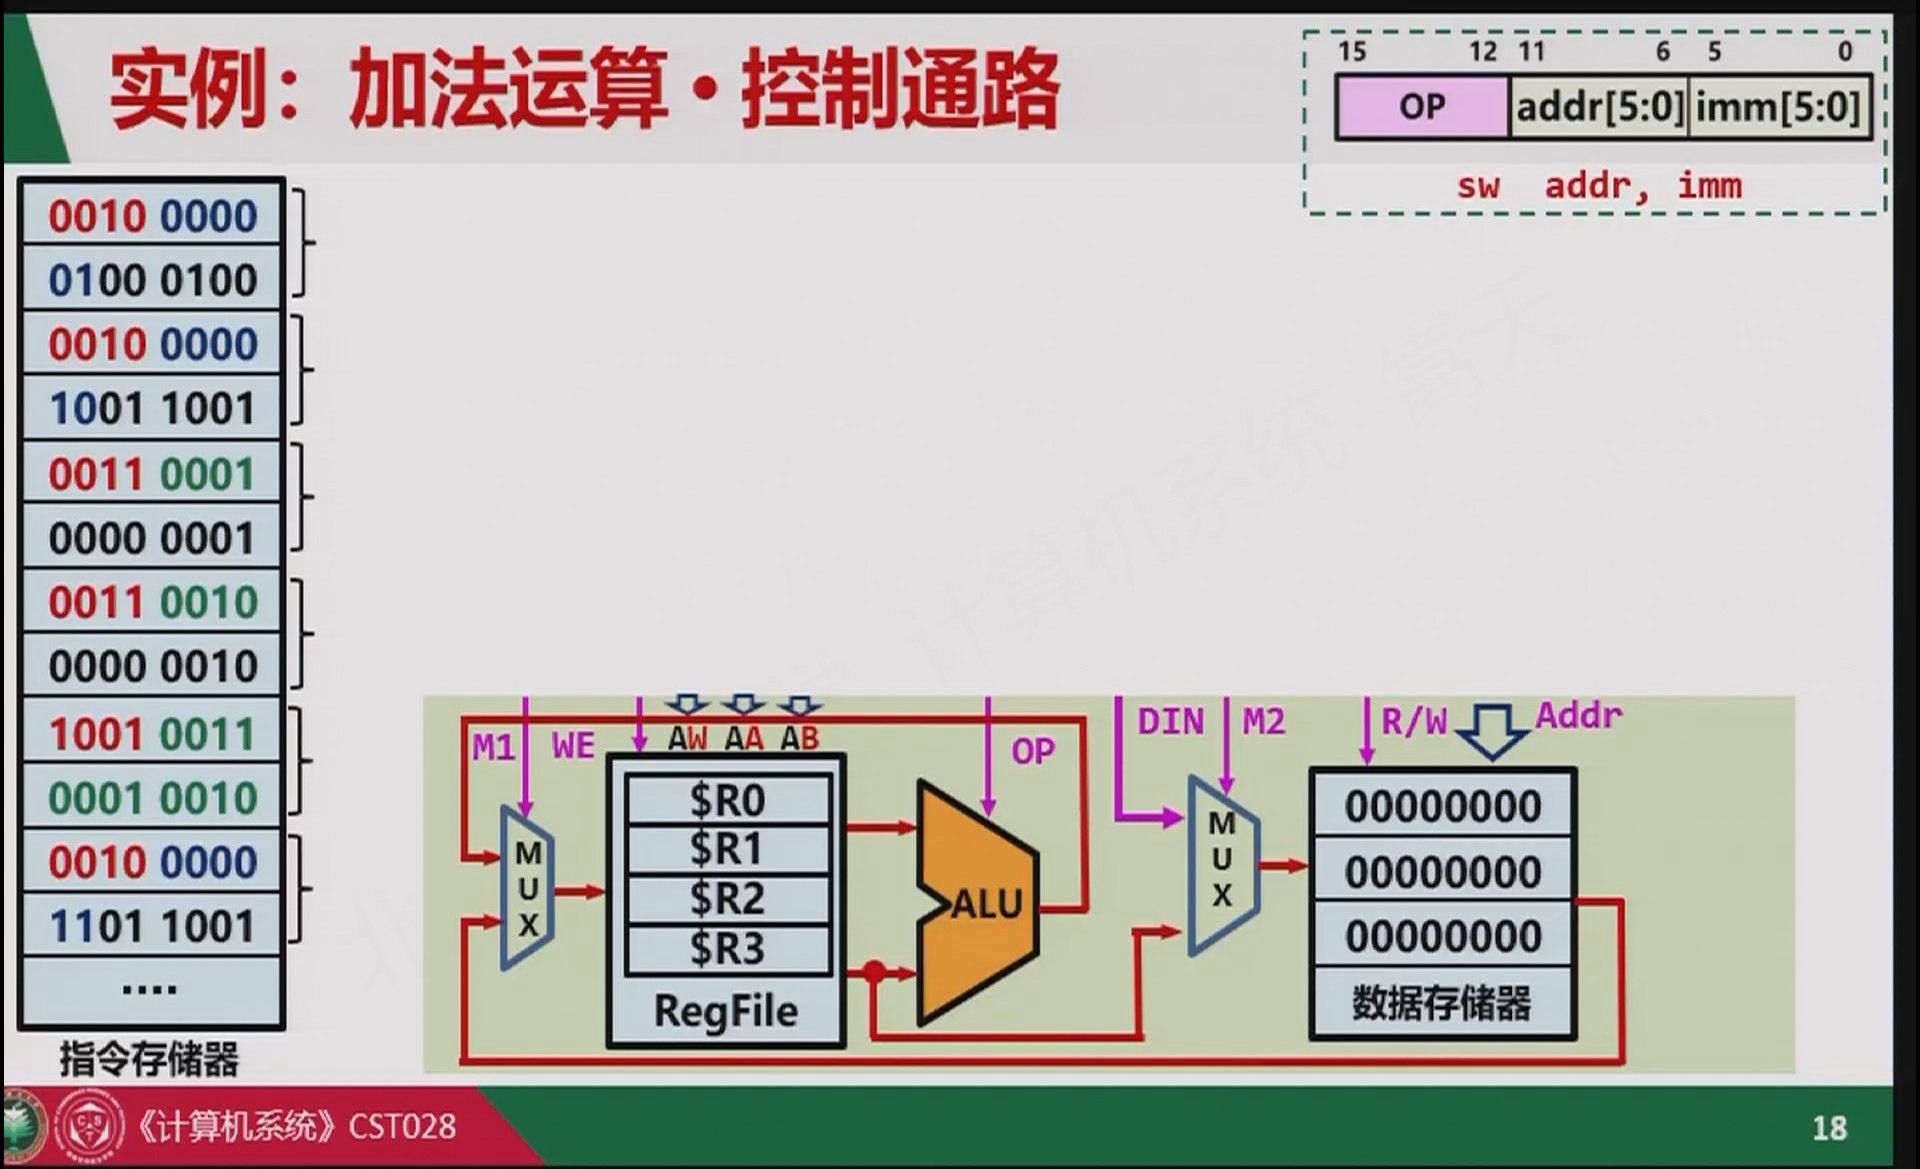 实例：加法运算·控制通路
15 12 11 6 5 0
OP addr[5:0] imm[5:0]
sw addr, imm
0010 0000
0100 0100
0010 0000
1001 1001
0011 0001
0000 0001
0011 0010
0000 0010
1001 0011
0001 0010
0010 0000
1101 1001
....
指令存储器
M1 WE AW AA AB OP DIN M2 R/W Addr
MUX
$R0
$R1
$R2
$R3
RegFile
ALU
MUX
00000000
00000000
00000000
数据存储器
计算机系统
《计算机系统》CST028
18